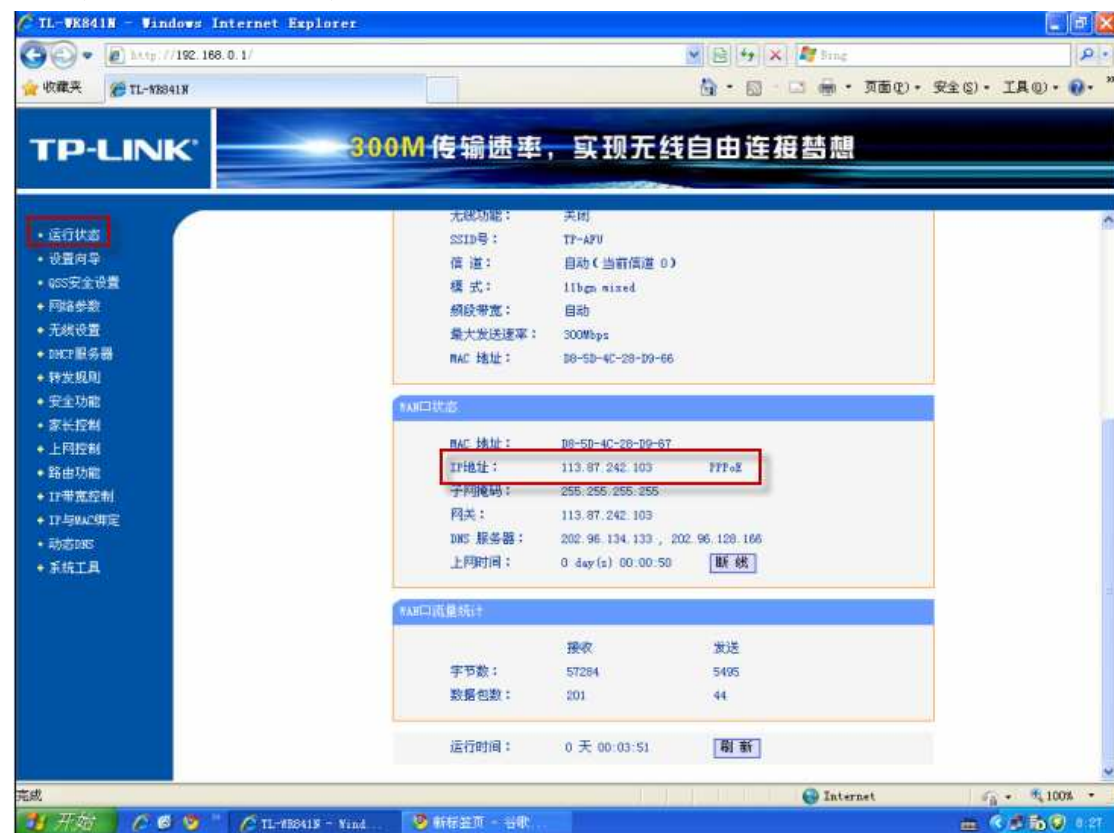 TL-WR841N - Windows Internet Explorer
http://192.168.0.1/
Bing
收藏夹
TL-WR841N
页面(P)
安全(S)
工具(O)
TP-LINK
300M传输速率，实现无线自由连接梦想
运行状态
设置向导
QSS安全设置
网络参数
无线设置
DHCP服务器
转发规则
安全功能
家长控制
上网控制
路由功能
IP带宽控制
IP与MAC绑定
动态DNS
系统工具
无线功能： 关闭
SSID号： TP-AFU
信 道： 自动（当前信道 0）
模 式： 11bgn mixed
频段带宽： 自动
最大发送速率： 300Mbps
MAC 地址： D8-5D-4C-28-D9-66
WAN口状态
MAC 地址： D8-5D-4C-28-D9-67
IP地址： 113.87.242.103 PPPoE
子网掩码： 255.255.255.255
网关： 113.87.242.103
DNS 服务器： 202.96.134.133 , 202.96.128.166
上网时间： 0 day(s) 00:00:50 断 线
WAN口流量统计
接收 发送
字节数： 57284 5495
数据包数： 201 44
运行时间： 0 天 00:03:51 刷 新
完成
Internet
100%
开始
TL-WR841N - Wind...
新标签页 - 谷歌...
8:27